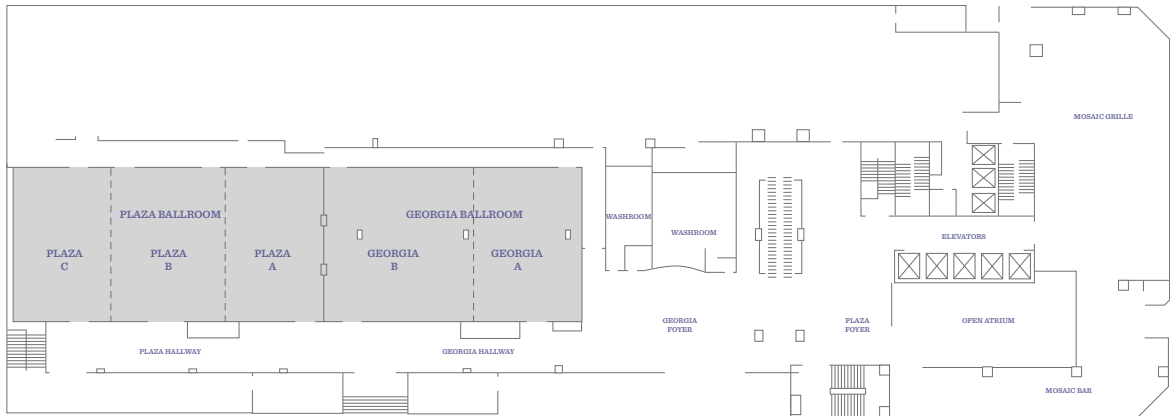 MOSAIC GRILLE
PLAZA BALLROOM
GEORGIA BALLROOM
WASHROOM
WASHROOM
ELEVATORS
PLAZA
C
PLAZA
B
PLAZA
A
GEORGIA
B
GEORGIA
A
GEORGIA
FOYER
PLAZA
FOYER
OPEN ATRIUM
PLAZA HALLWAY
GEORGIA HALLWAY
MOSAIC BAR